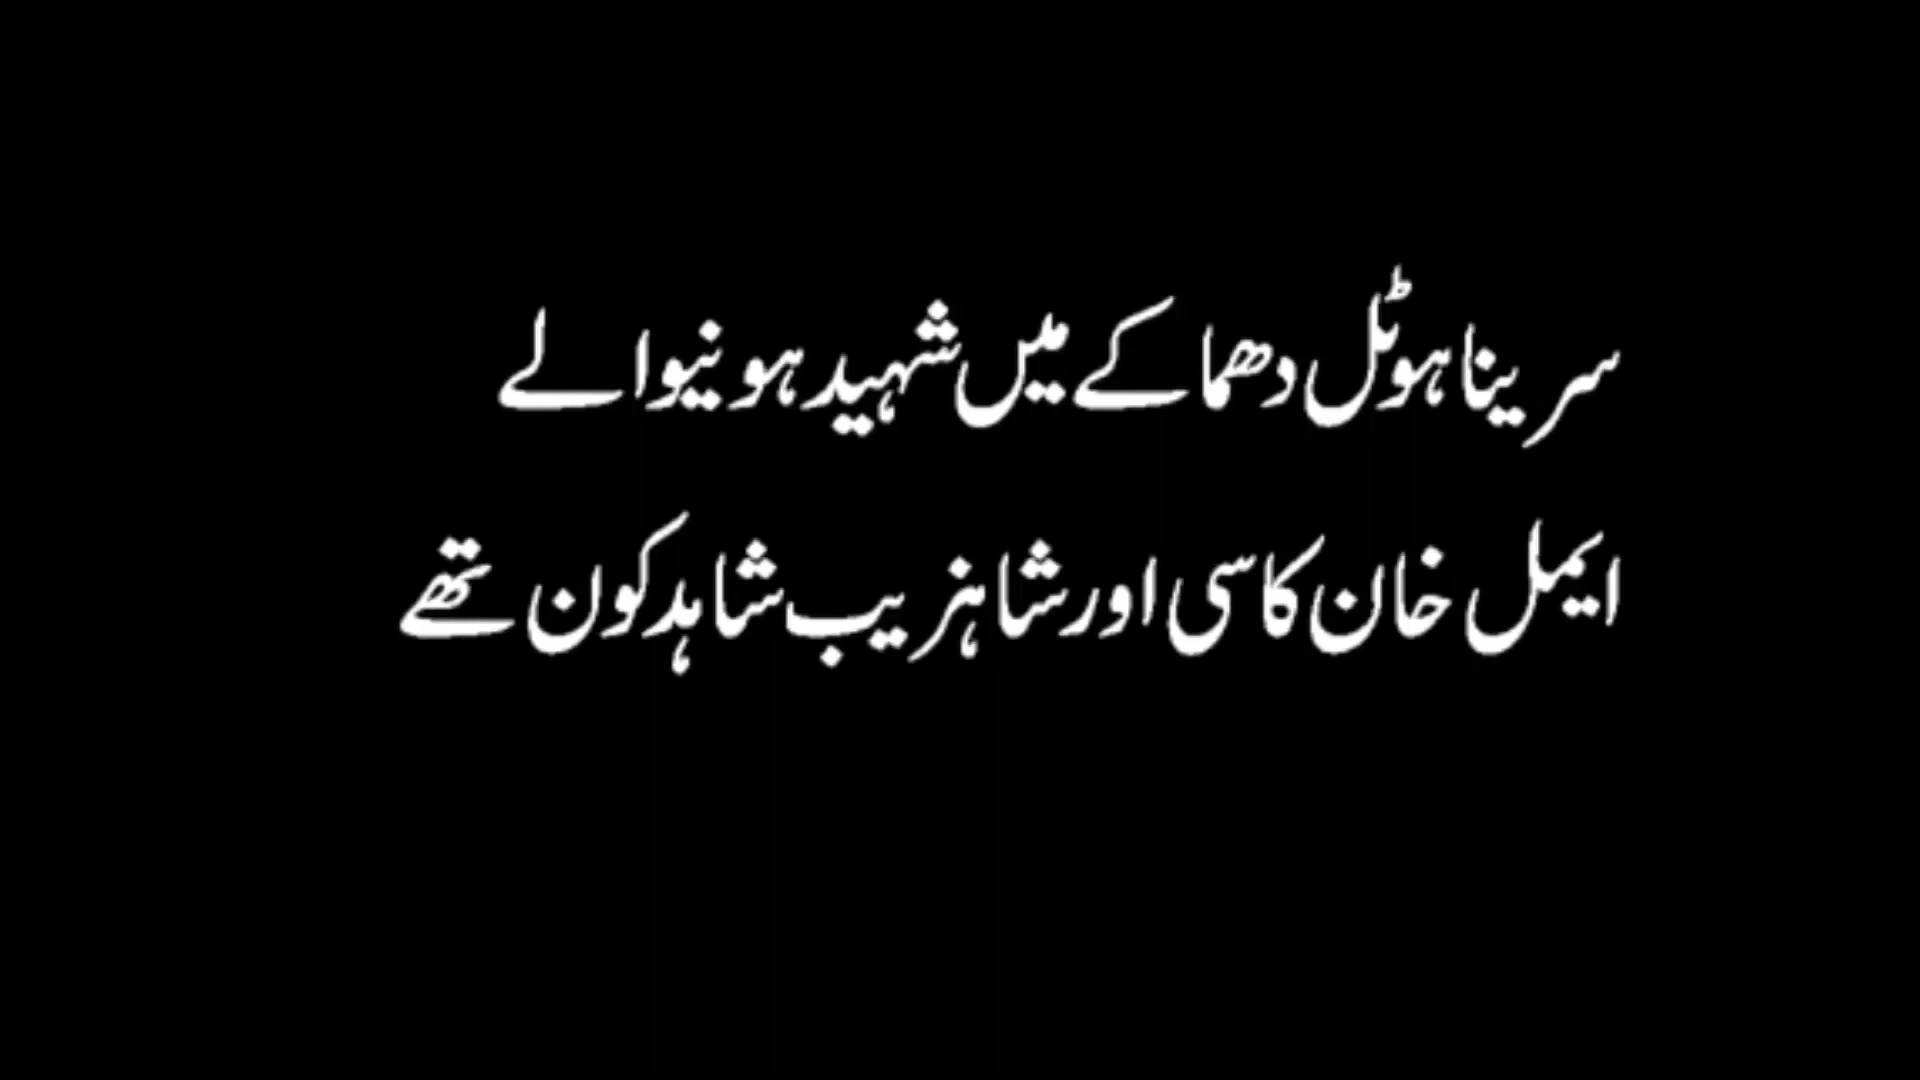 سرینا ہوٹل دھماکے میں شہید ہونیوالے
ایمل خان کاسی اور شاہزیب شاہد کون تھے